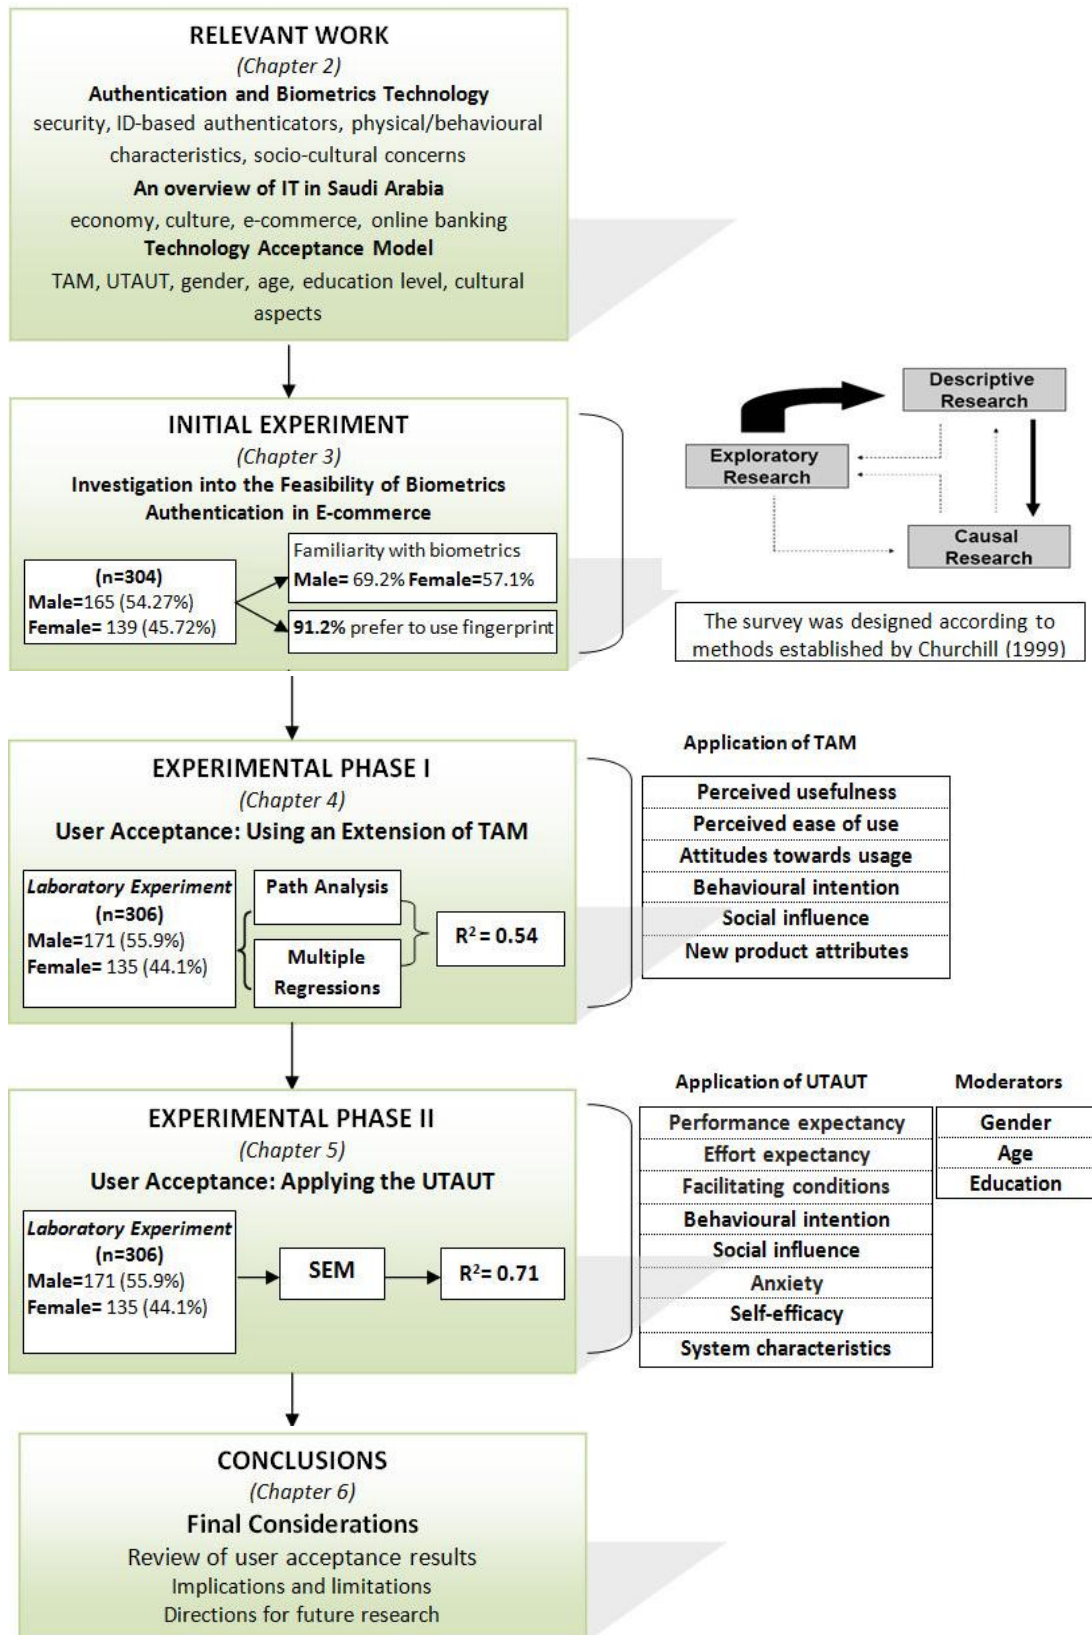 RELEVANT WORK
(Chapter 2)
Authentication and Biometrics Technology
security, ID-based authenticators, physical/behavioural
characteristics, socio-cultural concerns
An overview of IT in Saudi Arabia
economy, culture, e-commerce, online banking
Technology Acceptance Model
TAM, UTAUT, gender, age, education level, cultural
aspects
INITIAL EXPERIMENT
(Chapter 3)
Investigation into the Feasibility of Biometrics
Authentication in E-commerce
(n=304)
Male=165 (54.27%)
Female= 139 (45.72%)
Familiarity with biometrics
Male= 69.2% Female=57.1%
91.2% prefer to use fingerprint
Descriptive
Research
Exploratory
Research
Causal
Research
The survey was designed according to
methods established by Churchill (1999)
EXPERIMENTAL PHASE I
(Chapter 4)
User Acceptance: Using an Extension of TAM
Laboratory Experiment
(n=306)
Male=171 (55.9%)
Female= 135 (44.1%)
Path Analysis
Multiple
Regressions
R² = 0.54
Application of TAM
Perceived usefulness
Perceived ease of use
Attitudes towards usage
Behavioural intention
Social influence
New product attributes
EXPERIMENTAL PHASE II
(Chapter 5)
User Acceptance: Applying the UTAUT
Laboratory Experiment
(n=306)
Male=171 (55.9%)
Female= 135 (44.1%)
SEM
R²= 0.71
Application of UTAUT
Performance expectancy
Effort expectancy
Facilitating conditions
Behavioural intention
Social influence
Anxiety
Self-efficacy
System characteristics
Moderators
Gender
Age
Education
CONCLUSIONS
(Chapter 6)
Final Considerations
Review of user acceptance results
Implications and limitations
Directions for future research